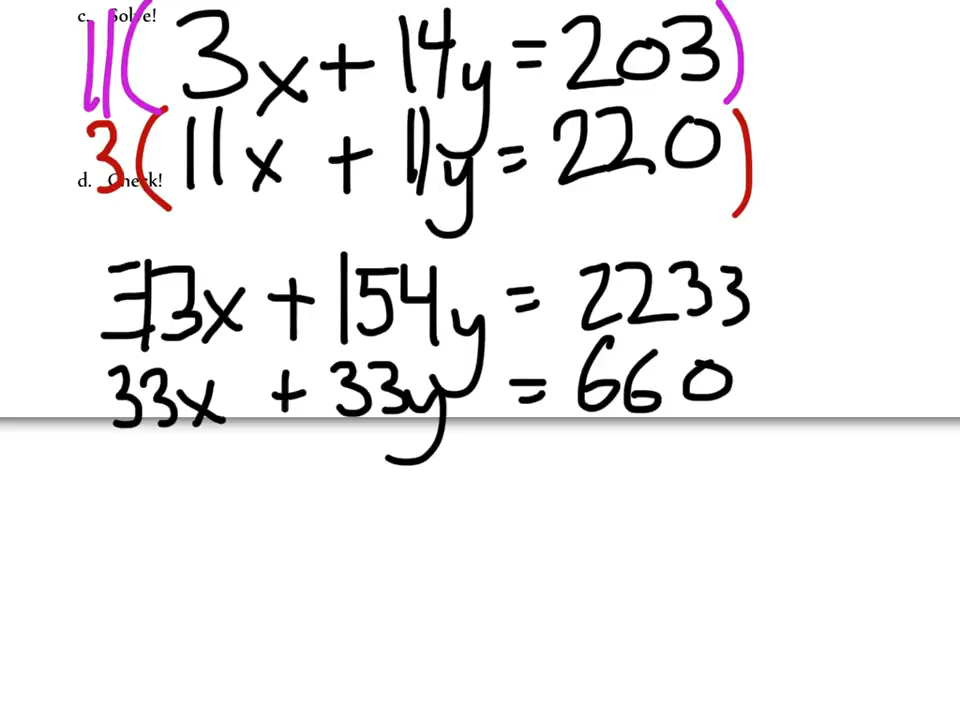 c. Solve!
11( 3x + 14y = 203 )
3( 11x + 11y = 220 )
d. Check!
33x + 154y = 2233
33x + 33y = 660